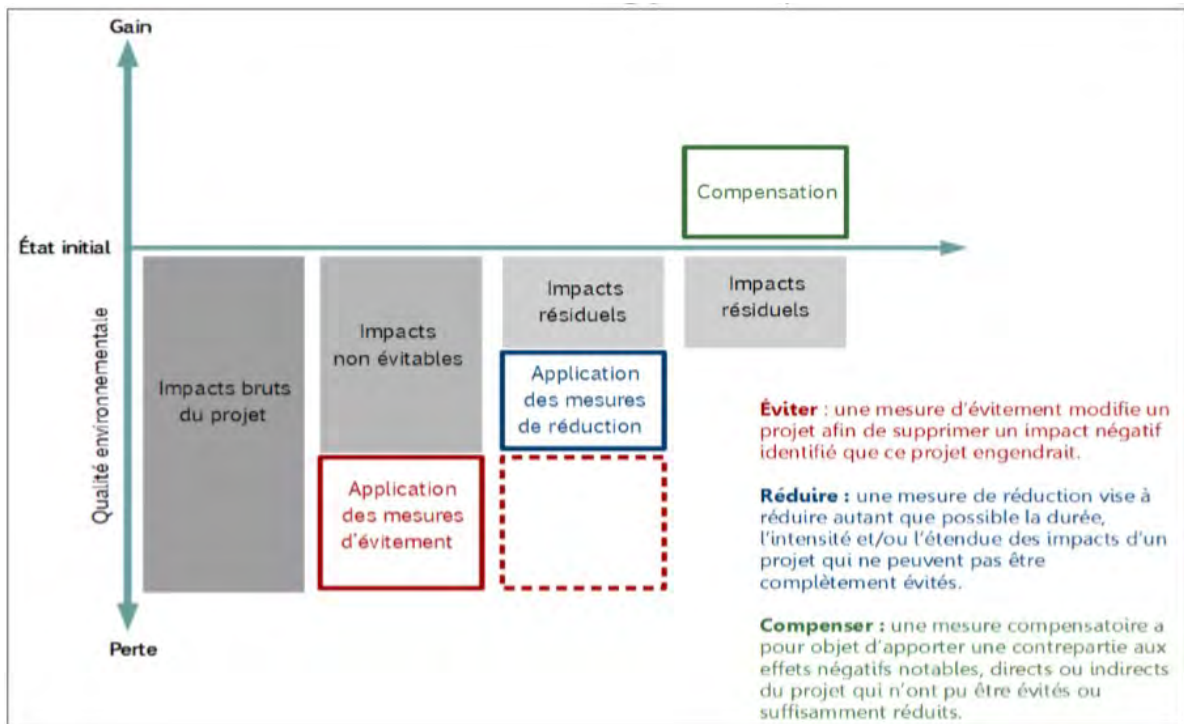 Gain
Compensation
État initial
Impacts bruts
du projet
Impacts
non évitables
Impacts
résiduels
Impacts
résiduels
Application
des mesures
d'évitement
Application
des mesures
de réduction
Qualité environnementale
Perte
Éviter : une mesure d'évitement modifie un
projet afin de supprimer un impact négatif
identifié que ce projet engendrait.
Réduire : une mesure de réduction vise à
réduire autant que possible la durée,
l'intensité et/ou l'étendue des impacts d'un
projet qui ne peuvent pas être
complètement évités.
Compenser : une mesure compensatoire a
pour objet d'apporter une contrepartie aux
effets négatifs notables, directs ou indirects
du projet qui n'ont pu être évités ou
suffisamment réduits.